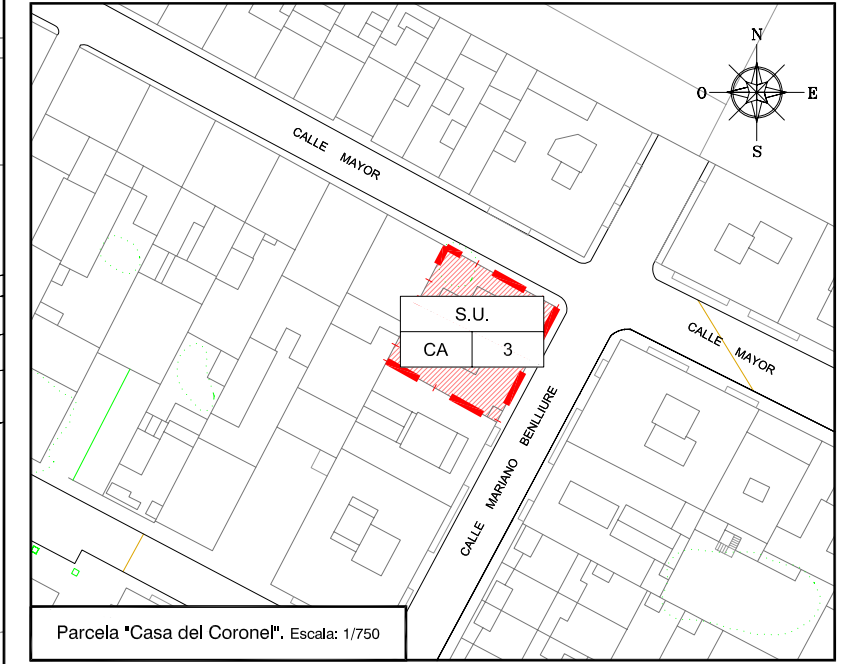 N
O
E
S
CALLE MAYOR
S.U.
CA 3
CALLE MAYOR
CALLE MARIANO BENLLIURE
Parcela "Casa del Coronel". Escala: 1/750